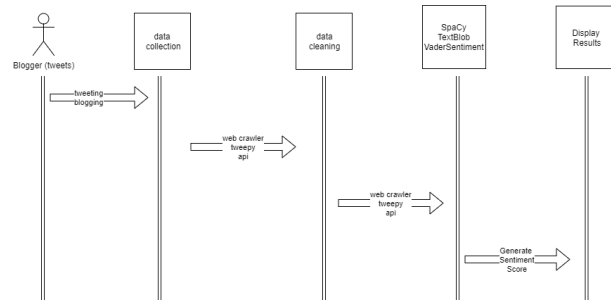 Blogger (tweets)
data
collection
data
cleaning
SpaCy
TextBlob
VaderSentiment
Display
Results
tweeting
blogging
web crawler
tweepy
api
web crawler
tweepy
api
Generate
Sentiment
Score